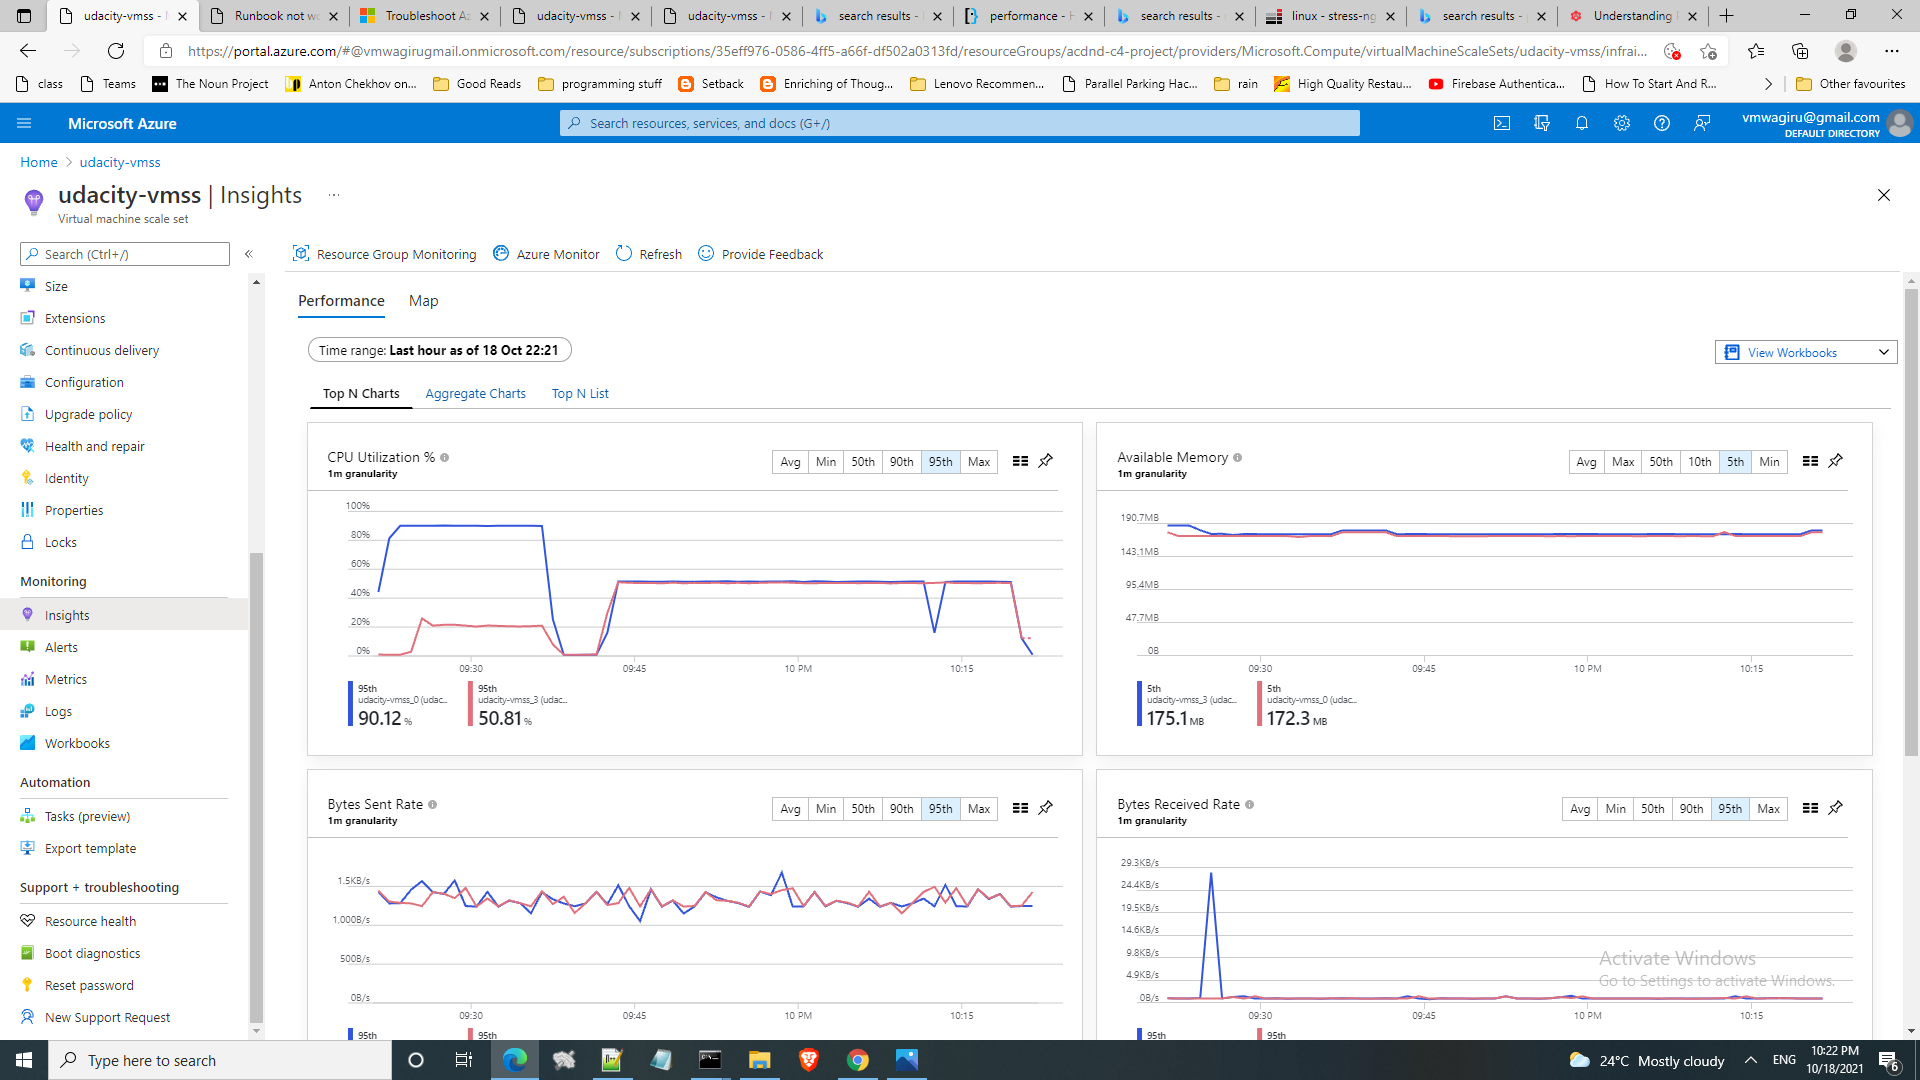 udacity-vmss -
Runbook not w
Troubleshoot Az
udacity-vmss -
udacity-vmss -
search results -
performance -
search results -
linux - stress-ng
search results -
Understanding
https://portal.azure.com/#@vmwagirugmail.onmicrosoft.com/resource/subscriptions/35eff976-0586-4ff5-a66f-df502a0313fd/resourceGroups/acdnd-c4-project/providers/Microsoft.Compute/virtualMachineScaleSets/udacity-vmss/infrai...
class
Teams
The Noun Project
Anton Chekhov on...
Good Reads
programming stuff
Setback
Enriching of Thoug...
Lenovo Recommen...
Parallel Parking Hac...
rain
High Quality Restau...
Firebase Authentica...
How To Start And R...
Other favourites
Microsoft Azure
Search resources, services, and docs (G+/)
vmwagiru@gmail.com
DEFAULT DIRECTORY
Home > udacity-vmss
udacity-vmss | Insights ...
Virtual machine scale set
Search (Ctrl+/)
«
Resource Group Monitoring
Azure Monitor
Refresh
Provide Feedback
Size
Extensions
Continuous delivery
Configuration
Upgrade policy
Health and repair
Identity
Properties
Locks
Monitoring
Insights
Alerts
Metrics
Logs
Workbooks
Automation
Tasks (preview)
Export template
Support + troubleshooting
Resource health
Boot diagnostics
Reset password
New Support Request
Performance
Map
Time range: Last hour as of 18 Oct 22:21
View Workbooks
Top N Charts
Aggregate Charts
Top N List
CPU Utilization %
1m granularity
Avg Min 50th 90th 95th Max
100%
80%
60%
40%
20%
0%
09:30 09:45 10 PM 10:15
95th
udacity-vmss_0 (udac...
90.12 %
95th
udacity-vmss_3 (udac...
50.81 %
Available Memory
1m granularity
Avg Max 50th 10th 5th Min
190.7MB
143.1MB
95.4MB
47.7MB
0B
09:30 09:45 10 PM 10:15
5th
udacity-vmss_3 (udac...
175.1 MB
5th
udacity-vmss_0 (udac...
172.3 MB
Bytes Sent Rate
1m granularity
Avg Min 50th 90th 95th Max
1.5KB/s
1,000B/s
500B/s
0B/s
09:30 09:45 10 PM 10:15
95th
95th
Bytes Received Rate
1m granularity
Avg Min 50th 90th 95th Max
29.3KB/s
24.4KB/s
19.5KB/s
14.6KB/s
9.8KB/s
4.9KB/s
0B/s
09:30 09:45 10 PM 10:15
95th
95th
Activate Windows
Go to Settings to activate Windows.
Type here to search
24°C Mostly cloudy
ENG
10:22 PM
10/18/2021
6